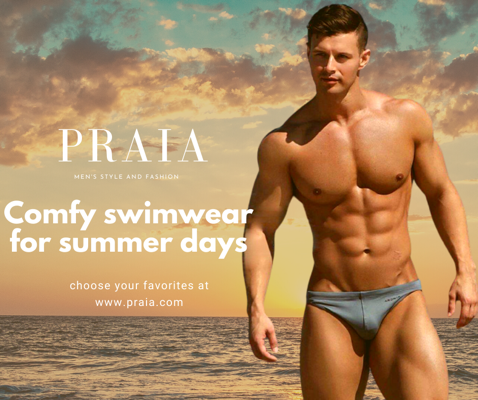 PRAIA
MEN'S STYLE AND FASHION
Comfy swimwear
for summer days
choose your favorites at
www.praia.com